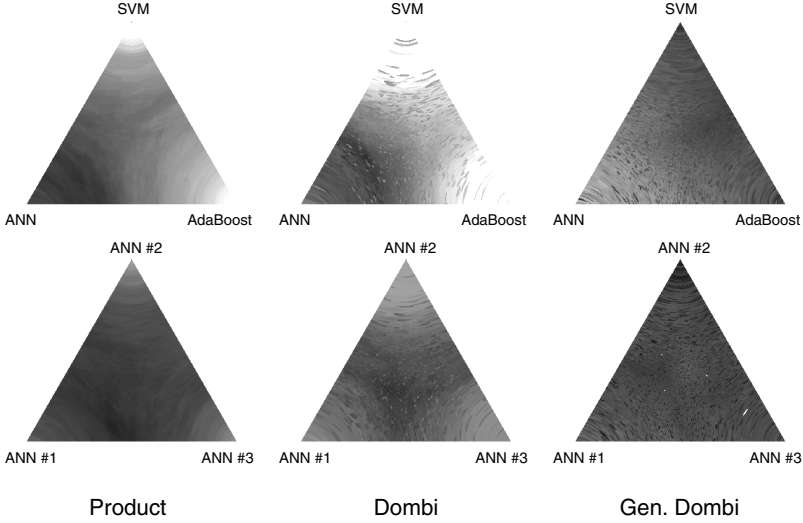 SVM SVM SVM
ANN AdaBoost ANN AdaBoost ANN AdaBoost
ANN #2 ANN #2 ANN #2
ANN #1 ANN #3 ANN #1 ANN #3 ANN #1 ANN #3
Product Dombi Gen. Dombi